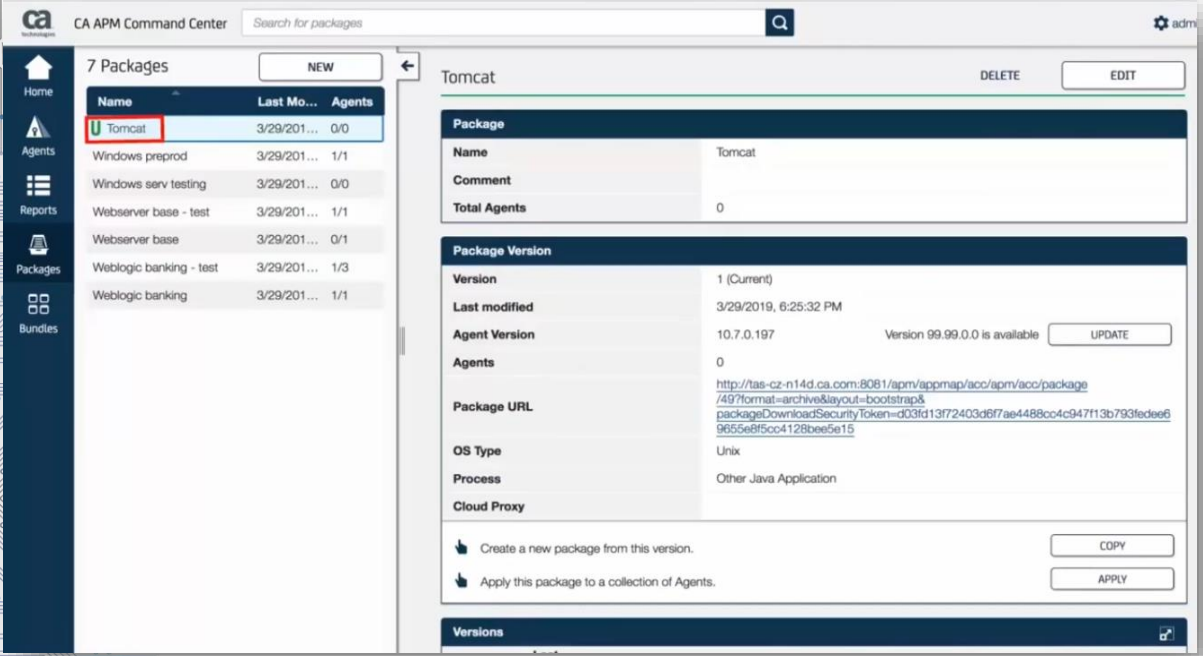 ca
technologies
CA APM Command Center
Search for packages
adm
Home
Agents
Reports
Packages
Bundles
7 Packages
NEW
Name Last Mo... Agents
U Tomcat 3/29/201... 0/0
Windows preprod 3/29/201... 1/1
Windows serv testing 3/29/201... 0/0
Webserver base - test 3/29/201... 1/1
Webserver base 3/29/201... 0/1
Weblogic banking - test 3/29/201... 1/3
Weblogic banking 3/29/201... 1/1
Tomcat
DELETE
EDIT
Package
Name Tomcat
Comment
Total Agents 0
Package Version
Version 1 (Current)
Last modified 3/29/2019, 6:25:32 PM
Agent Version 10.7.0.197 Version 99.99.0.0 is available UPDATE
Agents 0
Package URL
http://tas-cz-n14d.ca.com:8081/apm/appmap/acc/apm/acc/package
/49?format=archive&layout=bootstrap&
packageDownloadSecurityToken=d03fd13f72403d6f7ae4488cc4c947f13b793fedee6
9655e8f5cc4128bee5e15
OS Type Unix
Process Other Java Application
Cloud Proxy
Create a new package from this version. COPY
Apply this package to a collection of Agents. APPLY
Versions